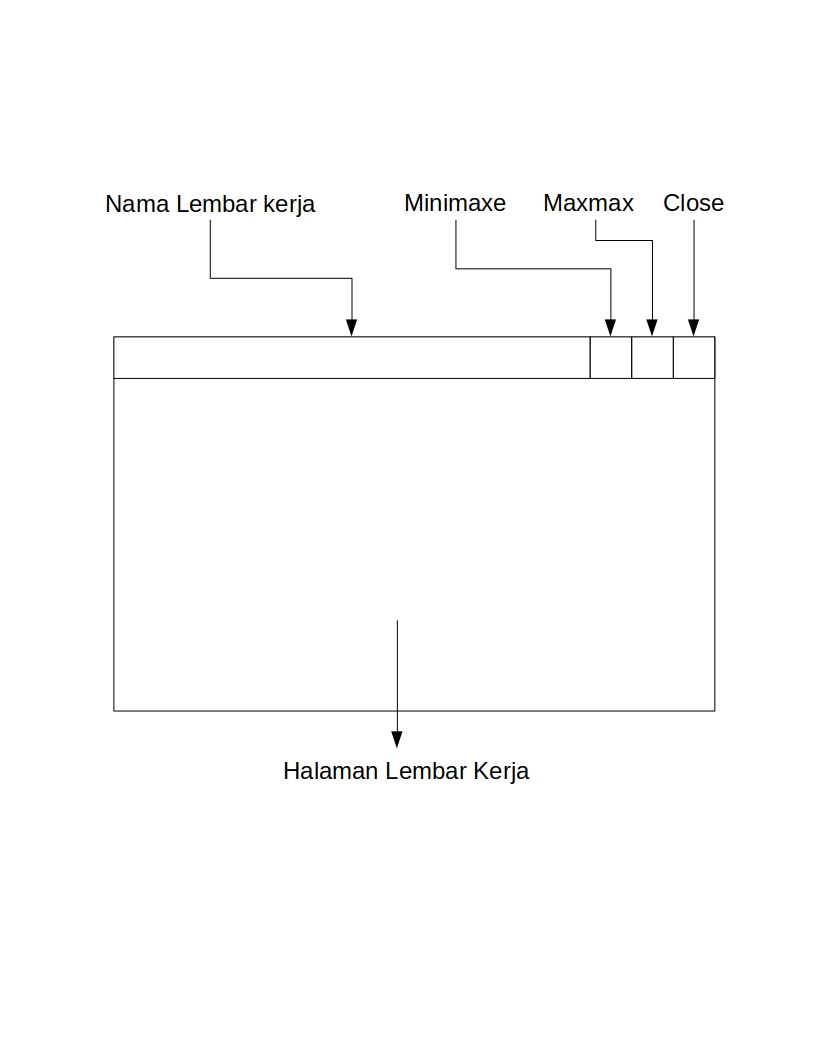 Nama Lembar kerja
Minimaxe
Maxmax
Close
Halaman Lembar Kerja